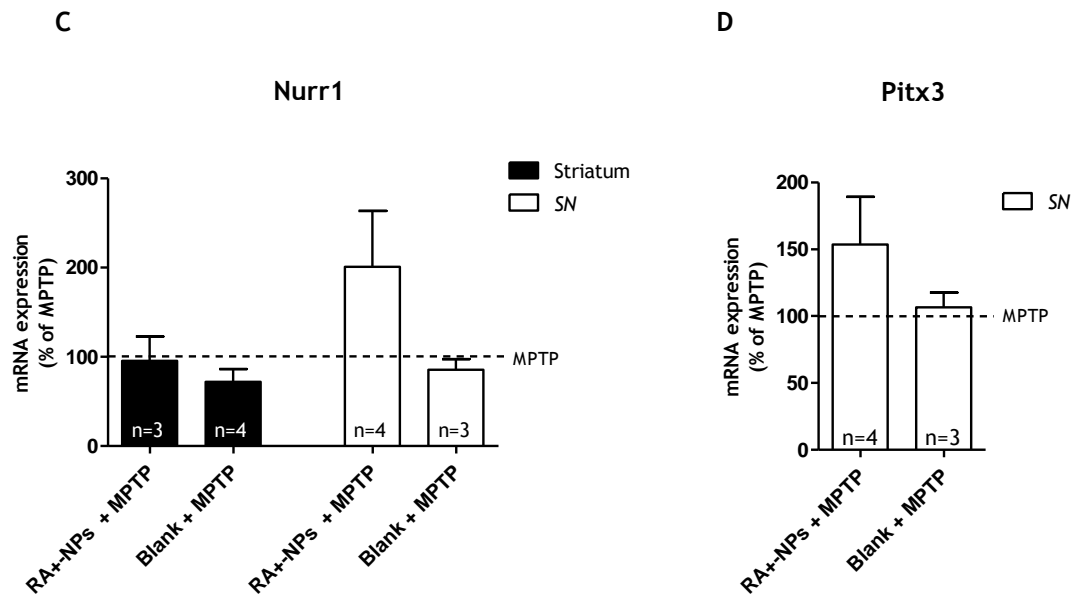 C
Nurr1
Striatum
SN
300
200
100
0
mRNA expression
(% of MPTP)
MPTP
n=3
n=4
n=4
n=3
RA+-NPs + MPTP
Blank + MPTP
RA+-NPs + MPTP
Blank + MPTP
D
Pitx3
SN
200
150
100
50
0
mRNA expression
(% of MPTP)
MPTP
n=4
n=3
RA+-NPs + MPTP
Blank + MPTP